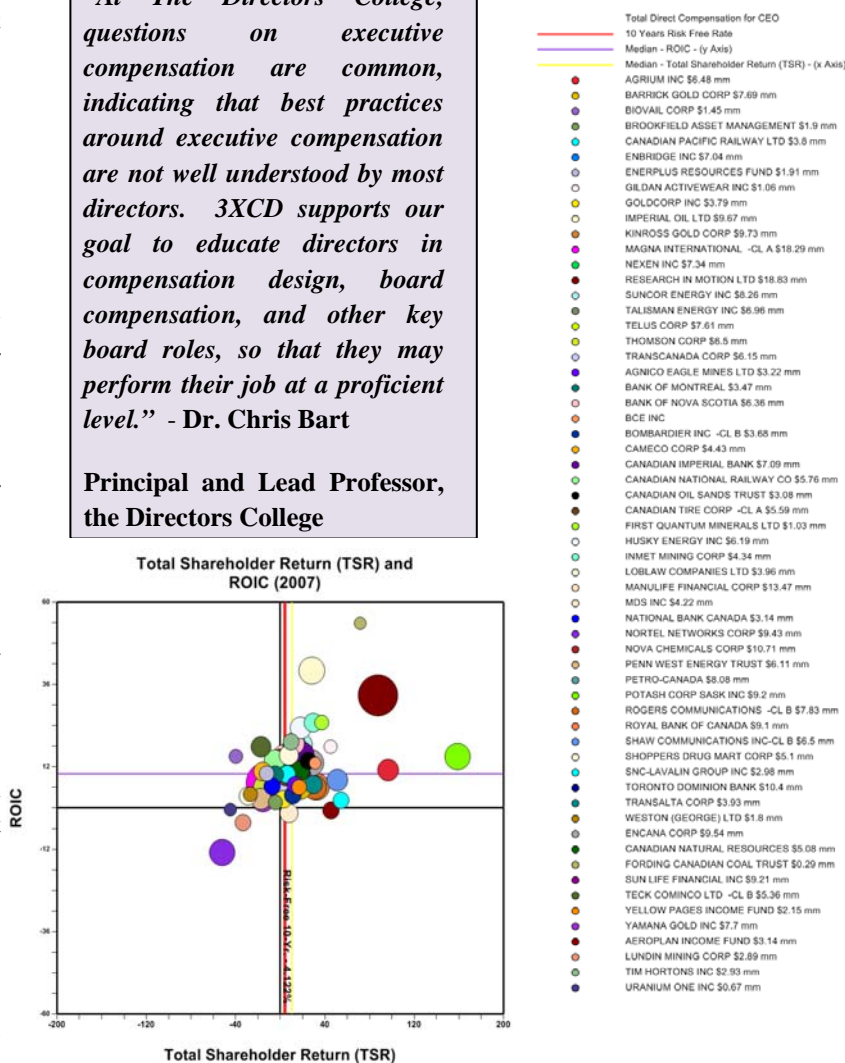 "At The Directors College,
questions on executive
compensation are common,
indicating that best practices
around executive compensation
are not well understood by most
directors. 3XCD supports our
goal to educate directors in
compensation design, board
compensation, and other key
board roles, so that they may
perform their job at a proficient
level.” - Dr. Chris Bart
Principal and Lead Professor,
the Directors College
Total Shareholder Return (TSR) and
ROIC (2007)
60
36
12
-12
-36
-60
ROIC
Risk-Free 10-Yr. - 4.122%
-200
-120
-40
40
120
200
Total Shareholder Return (TSR)
Total Direct Compensation for CEO
10 Years Risk Free Rate
Median - ROIC - (y Axis)
Median - Total Shareholder Return (TSR) - (x Axis)
AGRIUM INC $6.48 mm
BARRICK GOLD CORP $7.69 mm
BIOVAIL CORP $1.45 mm
BROOKFIELD ASSET MANAGEMENT $1.9 mm
CANADIAN PACIFIC RAILWAY LTD $3.8 mm
ENBRIDGE INC $7.04 mm
ENERPLUS RESOURCES FUND $1.91 mm
GILDAN ACTIVEWEAR INC $1.06 mm
GOLDCORP INC $3.79 mm
IMPERIAL OIL LTD $9.67 mm
KINROSS GOLD CORP $9.73 mm
MAGNA INTERNATIONAL -CL A $18.29 mm
NEXEN INC $7.34 mm
RESEARCH IN MOTION LTD $18.83 mm
SUNCOR ENERGY INC $8.26 mm
TALISMAN ENERGY INC $6.96 mm
TELUS CORP $7.61 mm
THOMSON CORP $6.5 mm
TRANSCANADA CORP $6.15 mm
AGNICO EAGLE MINES LTD $3.22 mm
BANK OF MONTREAL $3.47 mm
BANK OF NOVA SCOTIA $6.36 mm
BCE INC
BOMBARDIER INC -CL B $3.68 mm
CAMECO CORP $4.43 mm
CANADIAN IMPERIAL BANK $7.09 mm
CANADIAN NATIONAL RAILWAY CO $5.76 mm
CANADIAN OIL SANDS TRUST $3.08 mm
CANADIAN TIRE CORP -CL A $5.59 mm
FIRST QUANTUM MINERALS LTD $1.03 mm
HUSKY ENERGY INC $6.19 mm
INMET MINING CORP $4.34 mm
LOBLAW COMPANIES LTD $3.96 mm
MANULIFE FINANCIAL CORP $13.47 mm
MDS INC $4.22 mm
NATIONAL BANK CANADA $3.14 mm
NORTEL NETWORKS CORP $9.43 mm
NOVA CHEMICALS CORP $10.71 mm
PENN WEST ENERGY TRUST $6.11 mm
PETRO-CANADA $8.08 mm
POTASH CORP SASK INC $9.2 mm
ROGERS COMMUNICATIONS -CL B $7.83 mm
ROYAL BANK OF CANADA $9.1 mm
SHAW COMMUNICATIONS INC-CL B $6.5 mm
SHOPPERS DRUG MART CORP $5.1 mm
SNC-LAVALIN GROUP INC $2.98 mm
TORONTO DOMINION BANK $10.4 mm
TRANSALTA CORP $3.93 mm
WESTON (GEORGE) LTD $1.8 mm
ENCANA CORP $9.54 mm
CANADIAN NATURAL RESOURCES $5.08 mm
FORDING CANADIAN COAL TRUST $0.29 mm
SUN LIFE FINANCIAL INC $9.21 mm
TECK COMINCO LTD -CL B $5.36 mm
YELLOW PAGES INCOME FUND $2.15 mm
YAMANA GOLD INC $7.7 mm
AEROPLAN INCOME FUND $3.14 mm
LUNDIN MINING CORP $2.89 mm
TIM HORTONS INC $2.93 mm
URANIUM ONE INC $0.67 mm